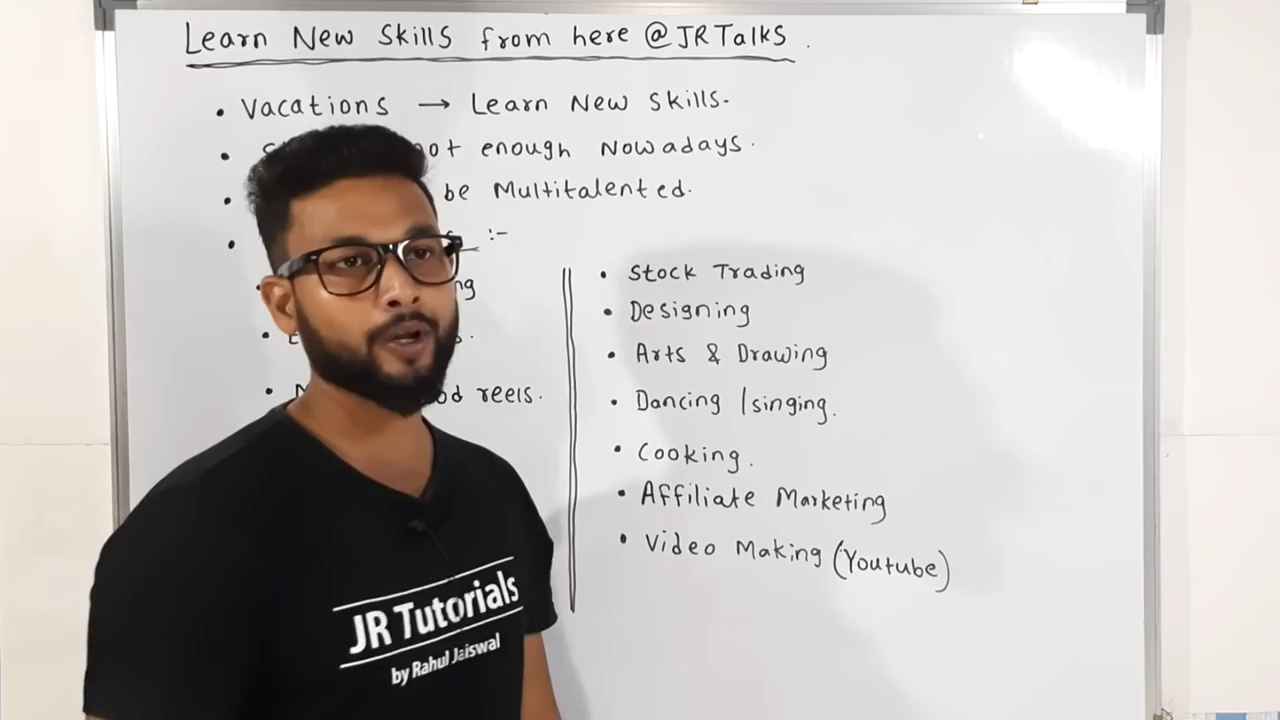 Learn New Skills from here @JRTalks.
• Vacations → Learn New Skills.
• enough Nowadays.
• be Multitalented.
• :-
•
•
• reels.
• Stock Trading
• Designing
• Arts & Drawing
• Dancing / singing.
• Cooking.
• Affiliate Marketing
• Video Making (Youtube)
JR Tutorials
by Rahul Jaiswal